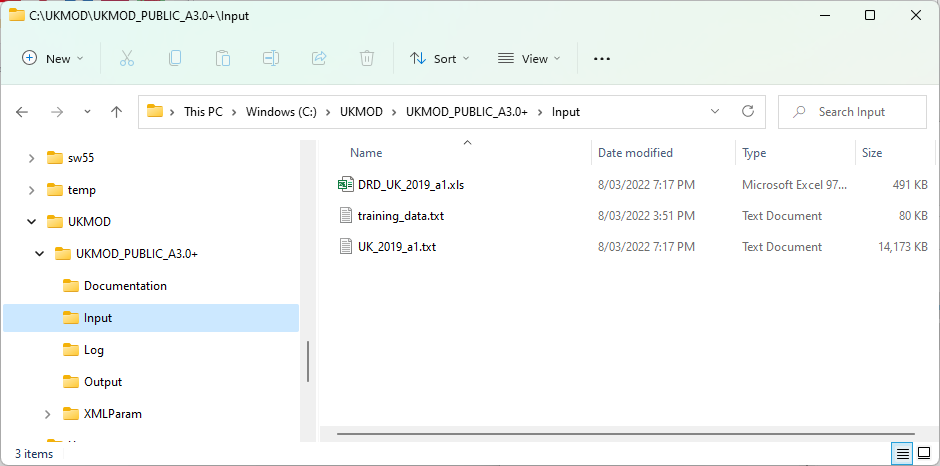 C:\UKMOD\UKMOD_PUBLIC_A3.0+\Input
New
Sort
View
This PC > Windows (C:) > UKMOD > UKMOD_PUBLIC_A3.0+ > Input
Search Input
sw55
temp
UKMOD
UKMOD_PUBLIC_A3.0+
Documentation
Input
Log
Output
XMLParam
Name Date modified Type Size
DRD_UK_2019_a1.xls 8/03/2022 7:17 PM Microsoft Excel 97... 491 KB
training_data.txt 8/03/2022 3:51 PM Text Document 80 KB
UK_2019_a1.txt 8/03/2022 7:17 PM Text Document 14,173 KB
3 items